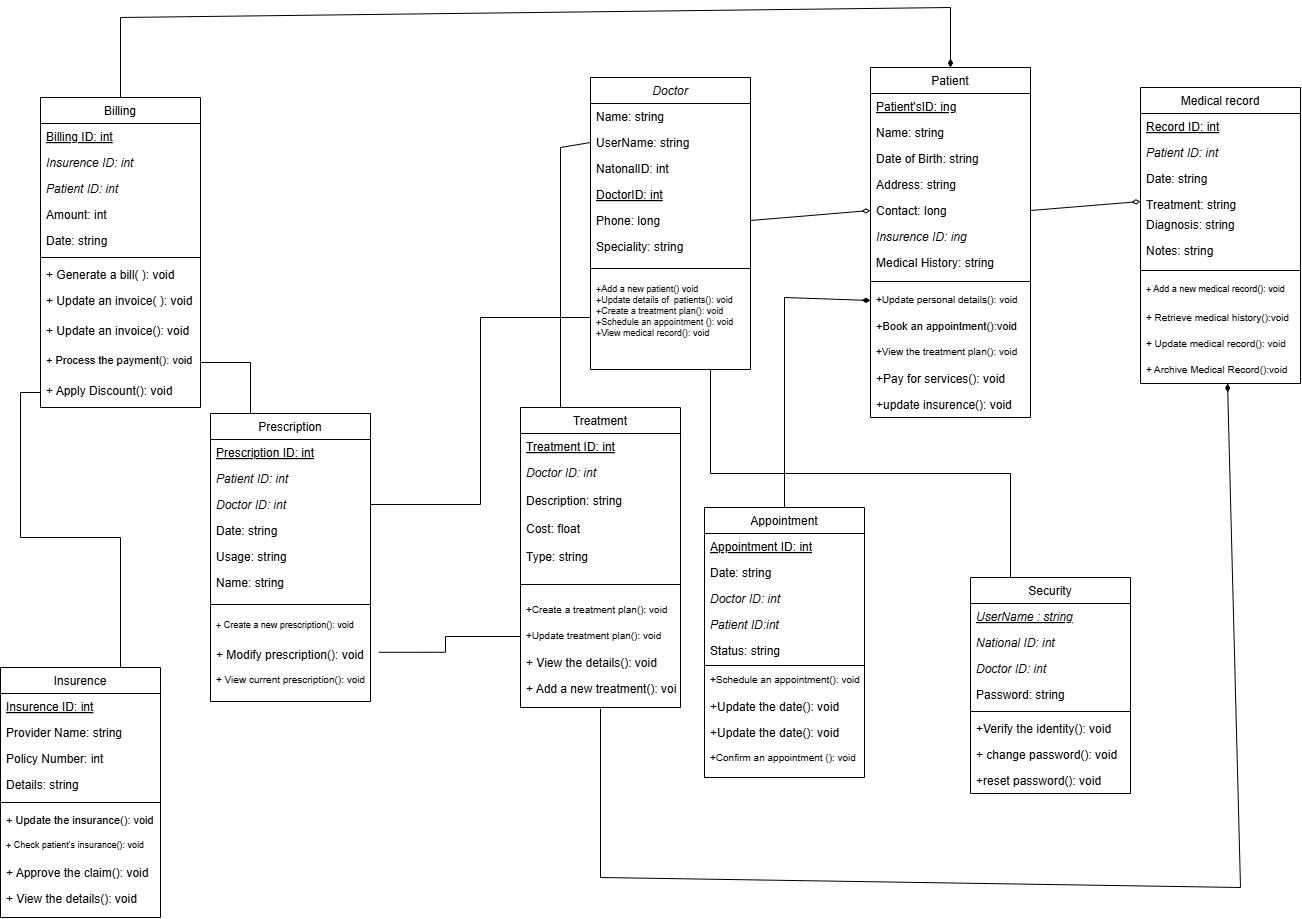 Billing
Billing ID: int
Insurence ID: int
Patient ID: int
Amount: int
Date: string
+ Generate a bill( ): void
+ Update an invoice( ): void
+ Update an invoice(): void
+ Process the payment(): void
+ Apply Discount(): void
Doctor
Name: string
UserName: string
NatonalID: int
DoctorID: int
Phone: long
Speciality: string
+Add a new patient() void
+Update details of patients(): void
+Create a treatment plan(): void
+Schedule an appointment (): void
+View medical record(): void
Patient
Patient'sID: ing
Name: string
Date of Birth: string
Address: string
Contact: long
Insurence ID: ing
Medical History: string
+Update personal details(): void
+Book an appointment():void
+View the treatment plan(): void
+Pay for services(): void
+update insurence(): void
Medical record
Record ID: int
Patient ID: int
Date: string
Treatment: string
Diagnosis: string
Notes: string
+ Add a new medical record(): void
+ Retrieve medical history():void
+ Update medical record(): void
+ Archive Medical Record():void
Prescription
Prescription ID: int
Patient ID: int
Doctor ID: int
Date: string
Usage: string
Name: string
+ Create a new prescription(): void
+ Modify prescription(): void
+ View current prescription(): void
Treatment
Treatment ID: int
Doctor ID: int
Description: string
Cost: float
Type: string
+Create a treatment plan(): void
+Update treatment plan(): void
+ View the details(): void
+ Add a new treatment(): voi
Appointment
Appointment ID: int
Date: string
Doctor ID: int
Patient ID:int
Status: string
+Schedule an appointment(): void
+Update the date(): void
+Update the date(): void
+Confirm an appointment (): void
Security
UserName : string
National ID: int
Doctor ID: int
Password: string
+Verify the identity(): void
+ change password(): void
+reset password(): void
Insurence
Insurence ID: int
Provider Name: string
Policy Number: int
Details: string
+ Update the insurance(): void
+ Check patient's insurance(): void
+ Approve the claim(): void
+ View the details(): void